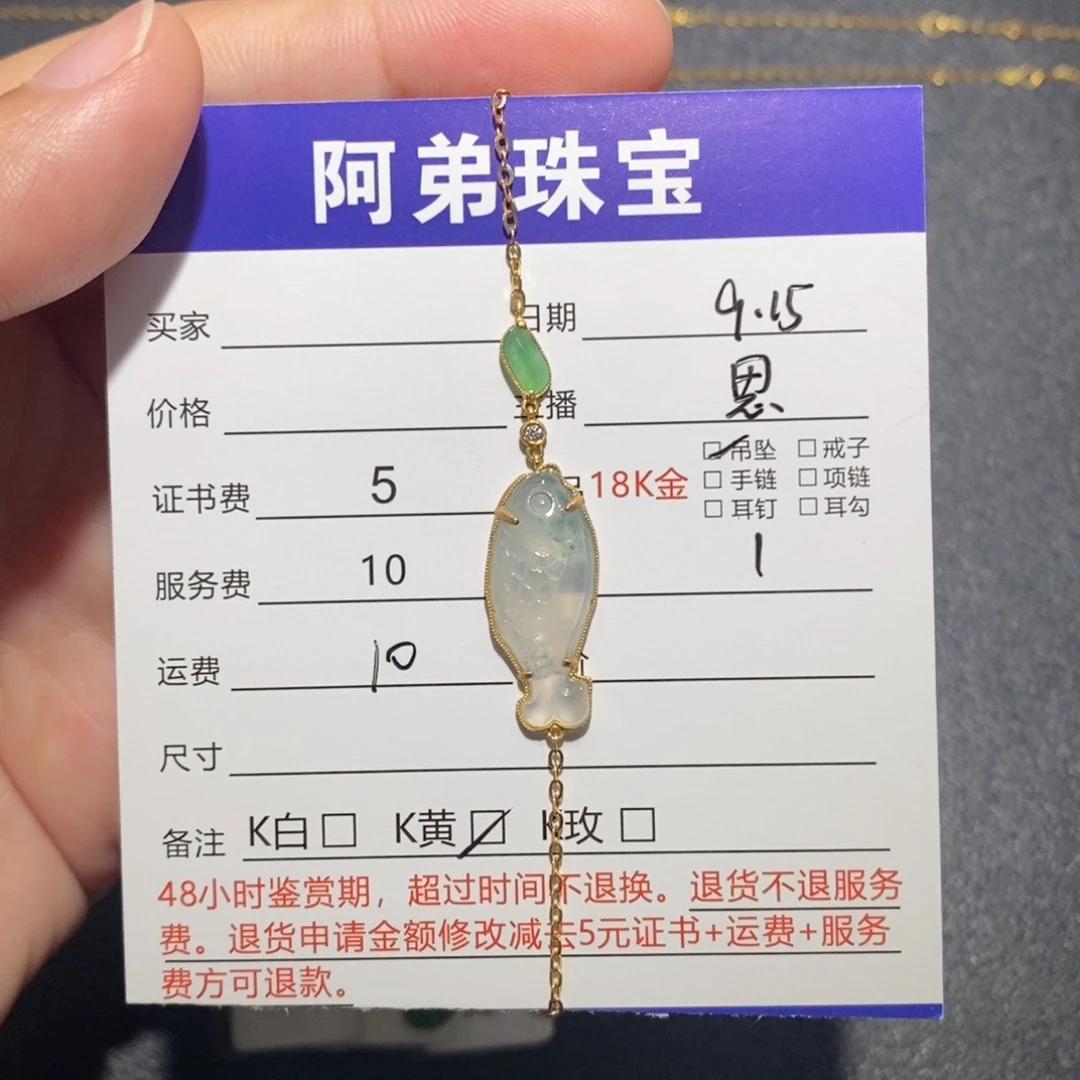 阿弟珠宝
买家 日期 9.15
价格 主播 恩
证书费 5 18K金 吊坠 戒子
手链 项链
耳钉 耳勾
服务费 10 1
运费 10
尺寸
备注 K白 K黄 K玫
48小时鉴赏期，超过时间不退换。退货不退服务
费。退货申请金额修改减去5元证书+运费+服务
费方可退款。